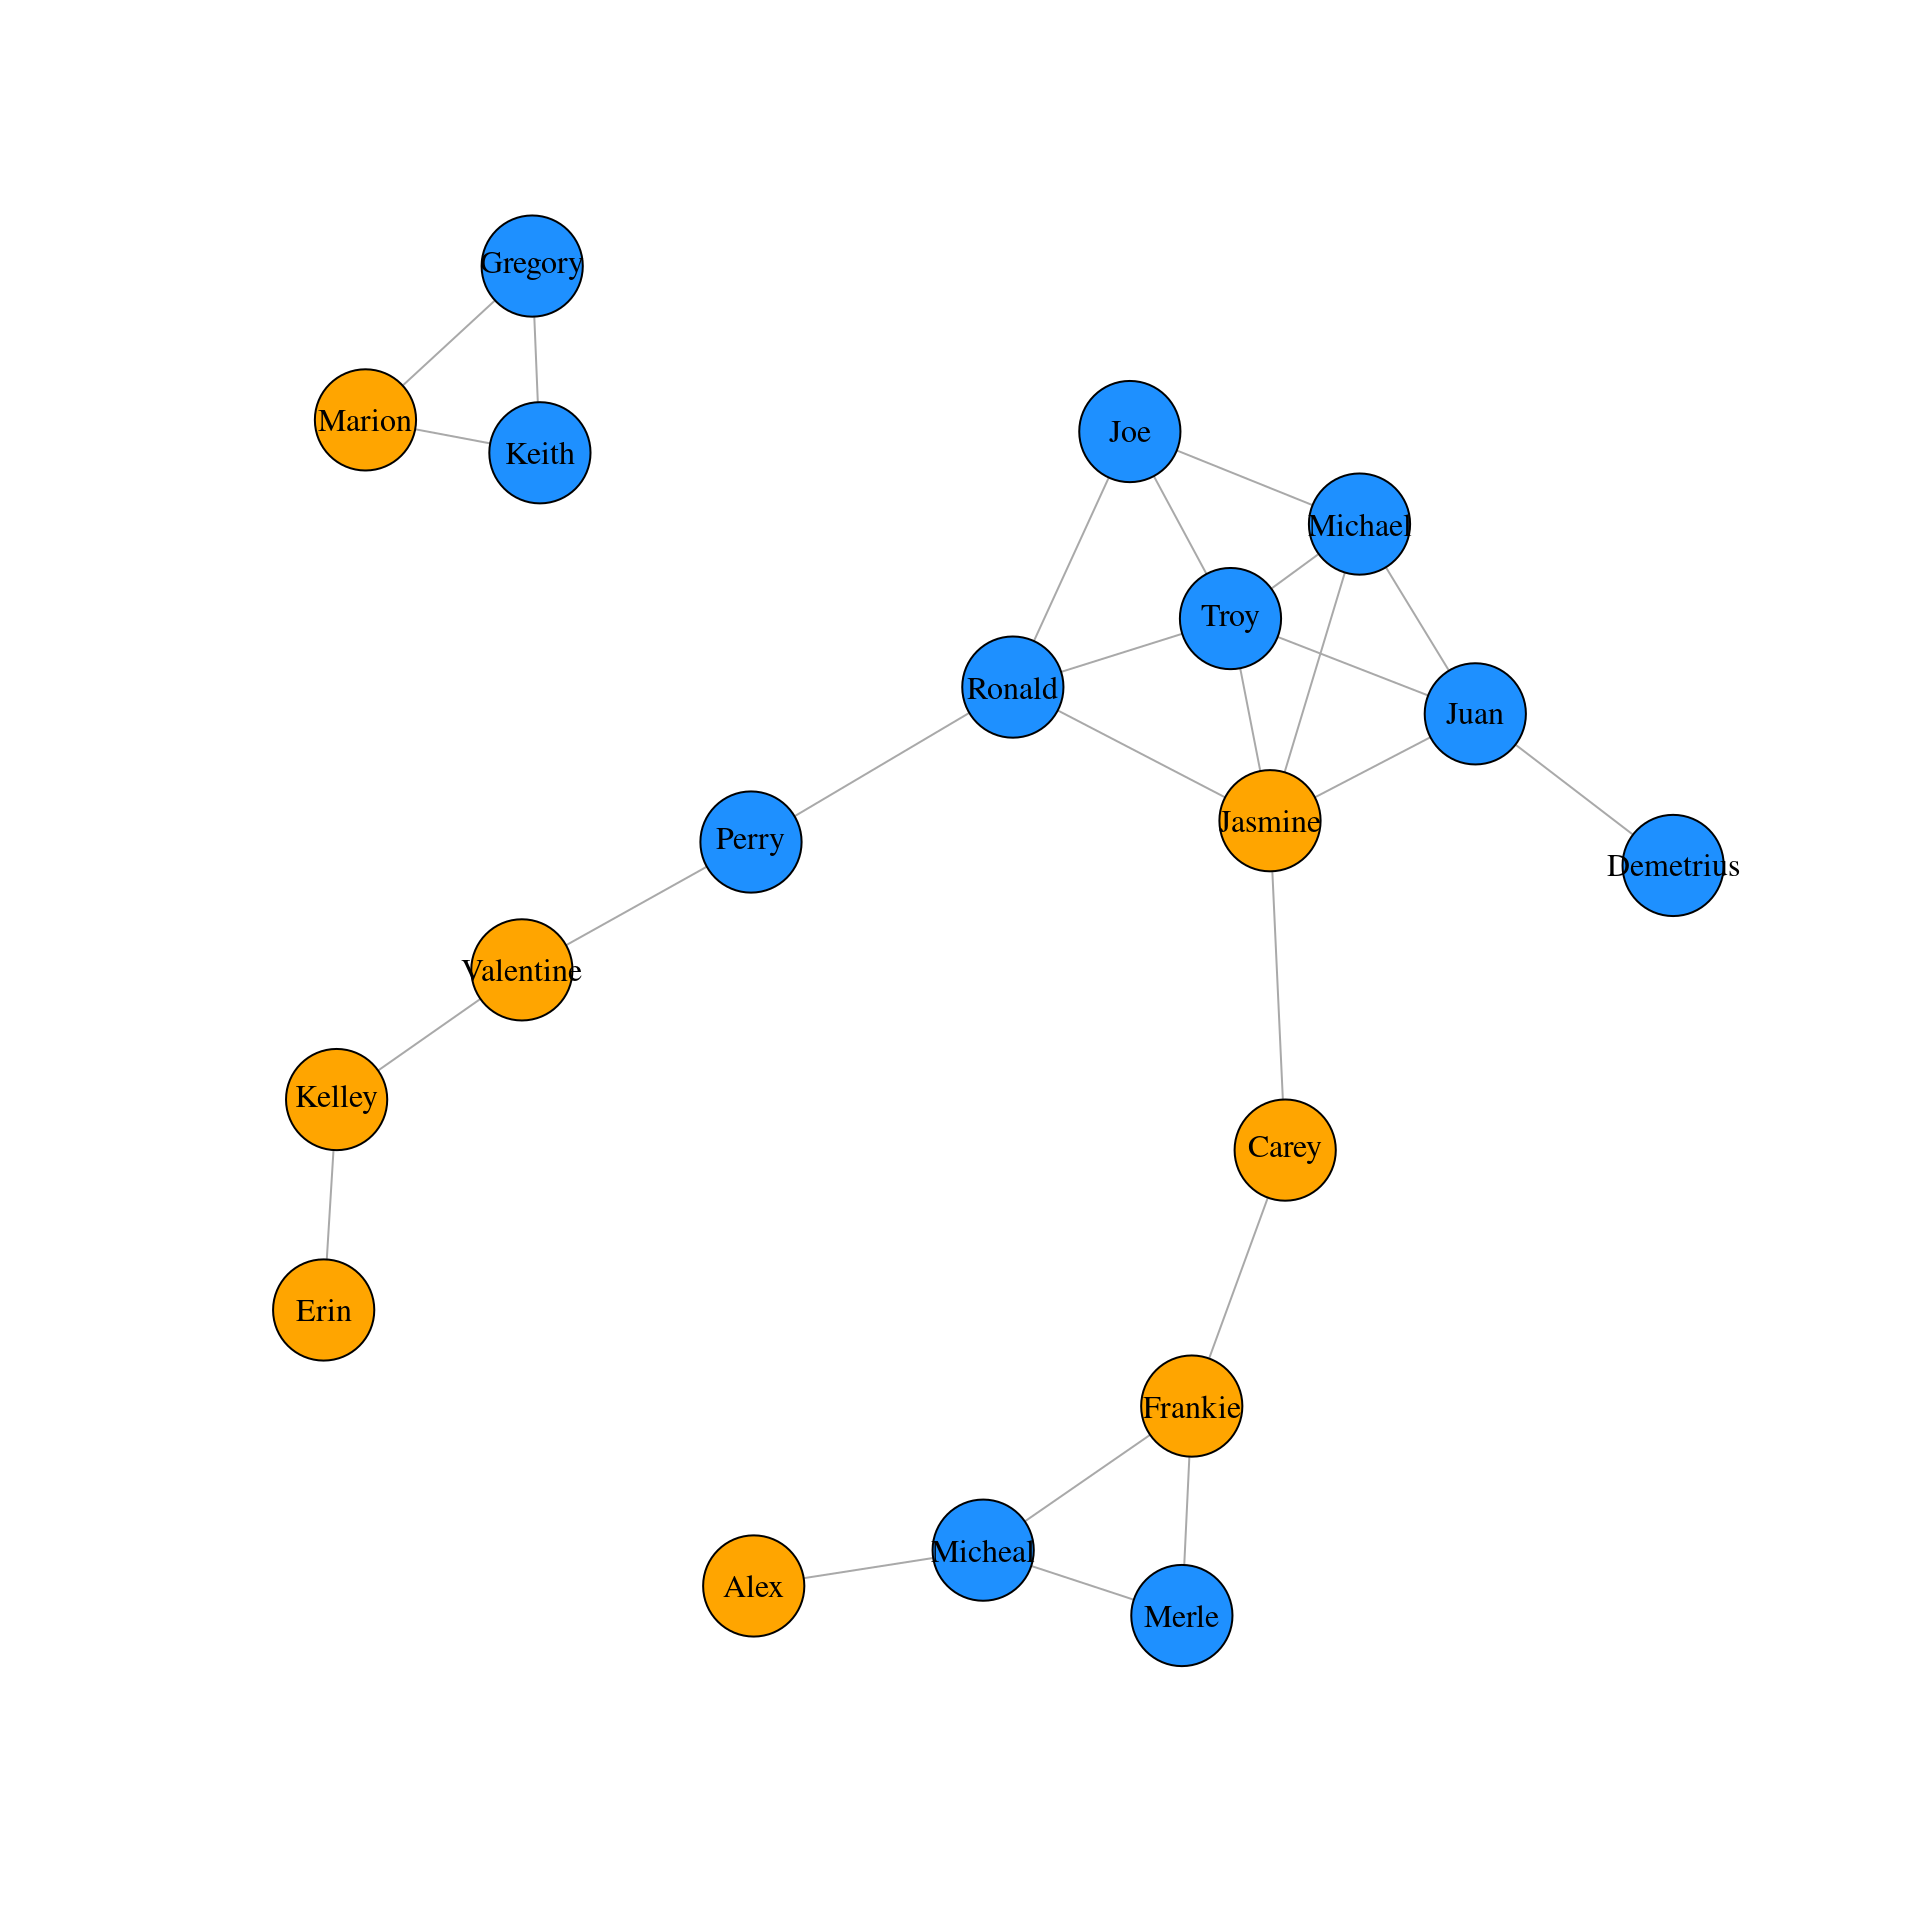 Gregory
Marion
Keith
Joe
Michael
Troy
Ronald
Juan
Jasmine
Perry
Demetrius
Valentine
Kelley
Carey
Erin
Frankie
Micheal
Alex
Merle